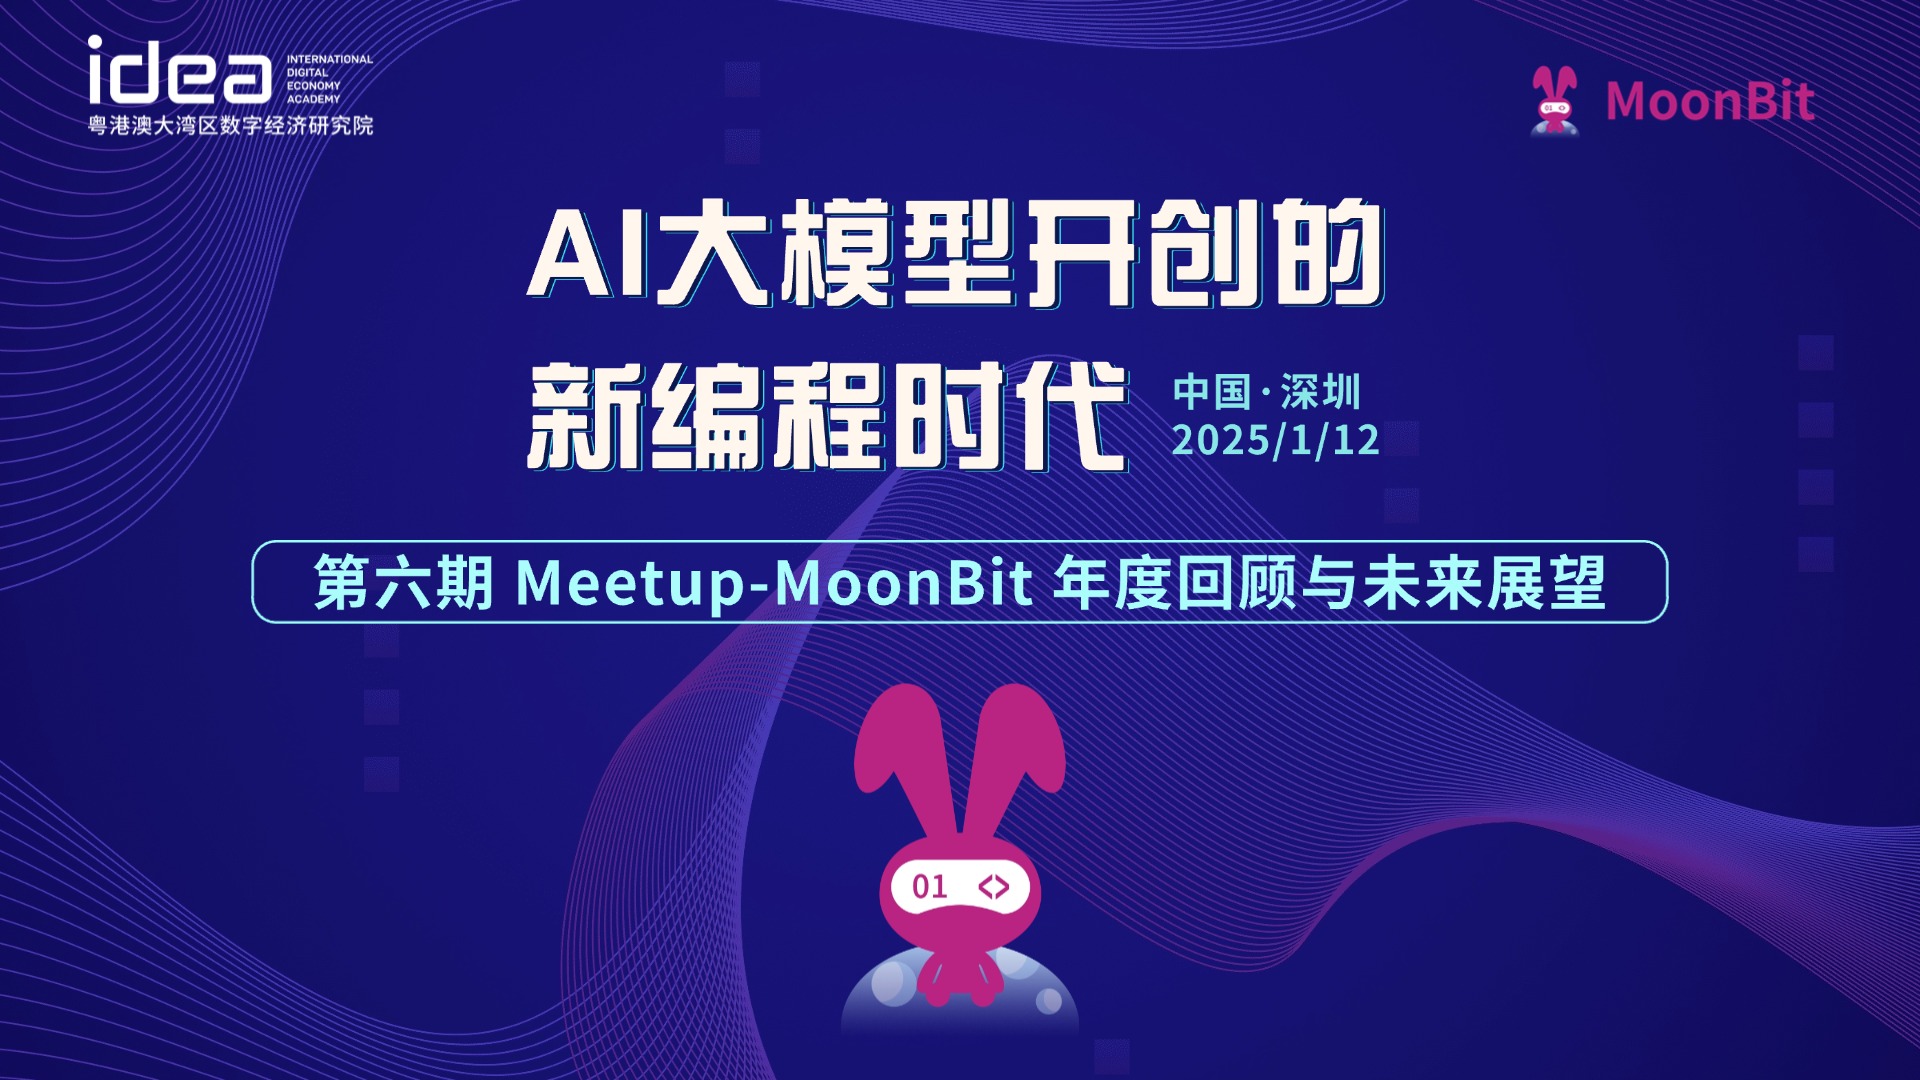 idea
INTERNATIONAL
DIGITAL
ECONOMY
ACADEMY
粤港澳大湾区数字经济研究院
01 <>
MoonBit
AI大模型开创的
新编程时代
中国·深圳
2025/1/12
第六期 Meetup-MoonBit 年度回顾与未来展望
01 <>